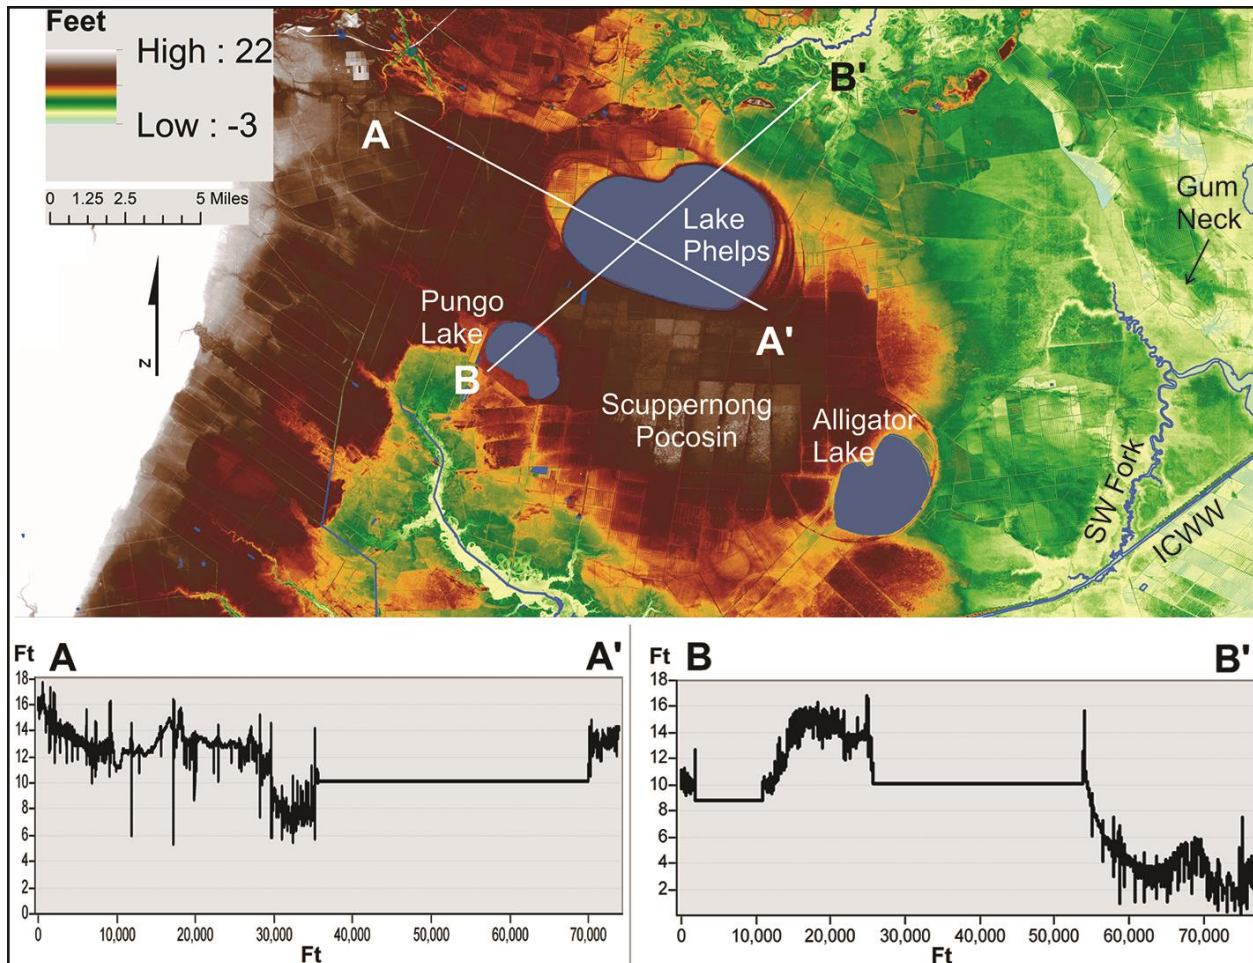 Feet
High : 22
Low : -3
0 1.25 2.5 5 Miles
N
A
B'
Lake
Phelps
Gum
Neck
Pungo
Lake
B
A'
Scuppernong
Pocosin
Alligator
Lake
SW Fork
ICWW
Ft A A'
18
16
14
12
10
8
6
4
2
0
0 10,000 20,000 30,000 40,000 50,000 60,000 70,000
Ft
Ft B B'
18
16
14
12
10
8
6
4
2
0 10,000 20,000 30,000 40,000 50,000 60,000 70,000
Ft